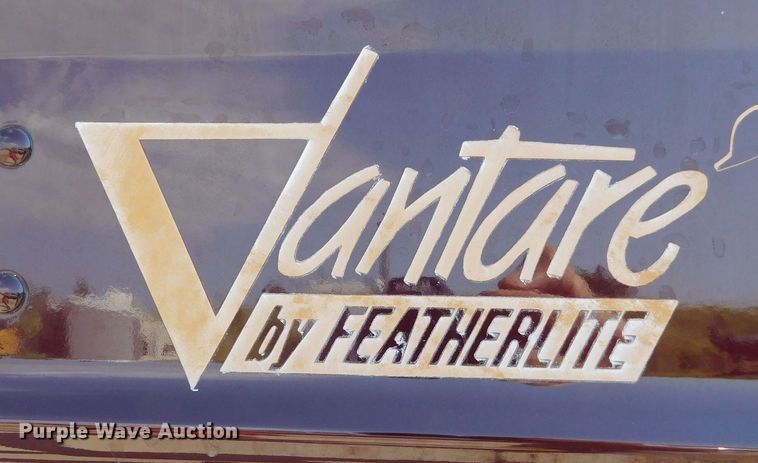 Vantare
by FEATHERLITE
Purple Wave Auction